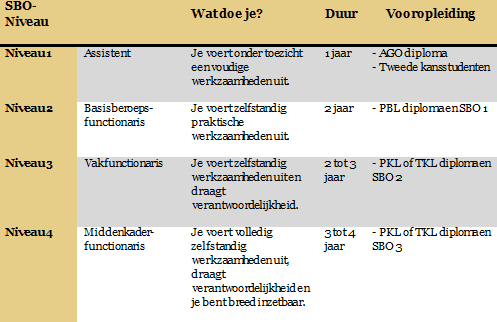 SBO-
Niveau
Wat doe je?
Duur
Vooropleiding
Niveau 1
Assistent
Je voert onder toezicht
eenvoudige
werkzaamheden uit.
1 jaar
- AGO diploma
- Tweede kansstudenten
Niveau 2
Basisberoeps-
functionaris
Je voert zelfstandig
praktische
werkzaamheden uit.
2 jaar
- PBL diploma en SBO 1
Niveau 3
Vakfunctionaris
Je voert zelfstandig
werkzaamheden uit en
draagt
verantwoordelijkheid.
2 tot 3
jaar
- PKL of TKL diploma en
SBO 2
Niveau 4
Middenkader-
functionaris
Je voert volledig
zelfstandig
werkzaamheden uit,
draagt
verantwoordelijkheid en
je bent breed inzetbaar.
3 tot 4
jaar
- PKL of TKL diploma en
SBO 3